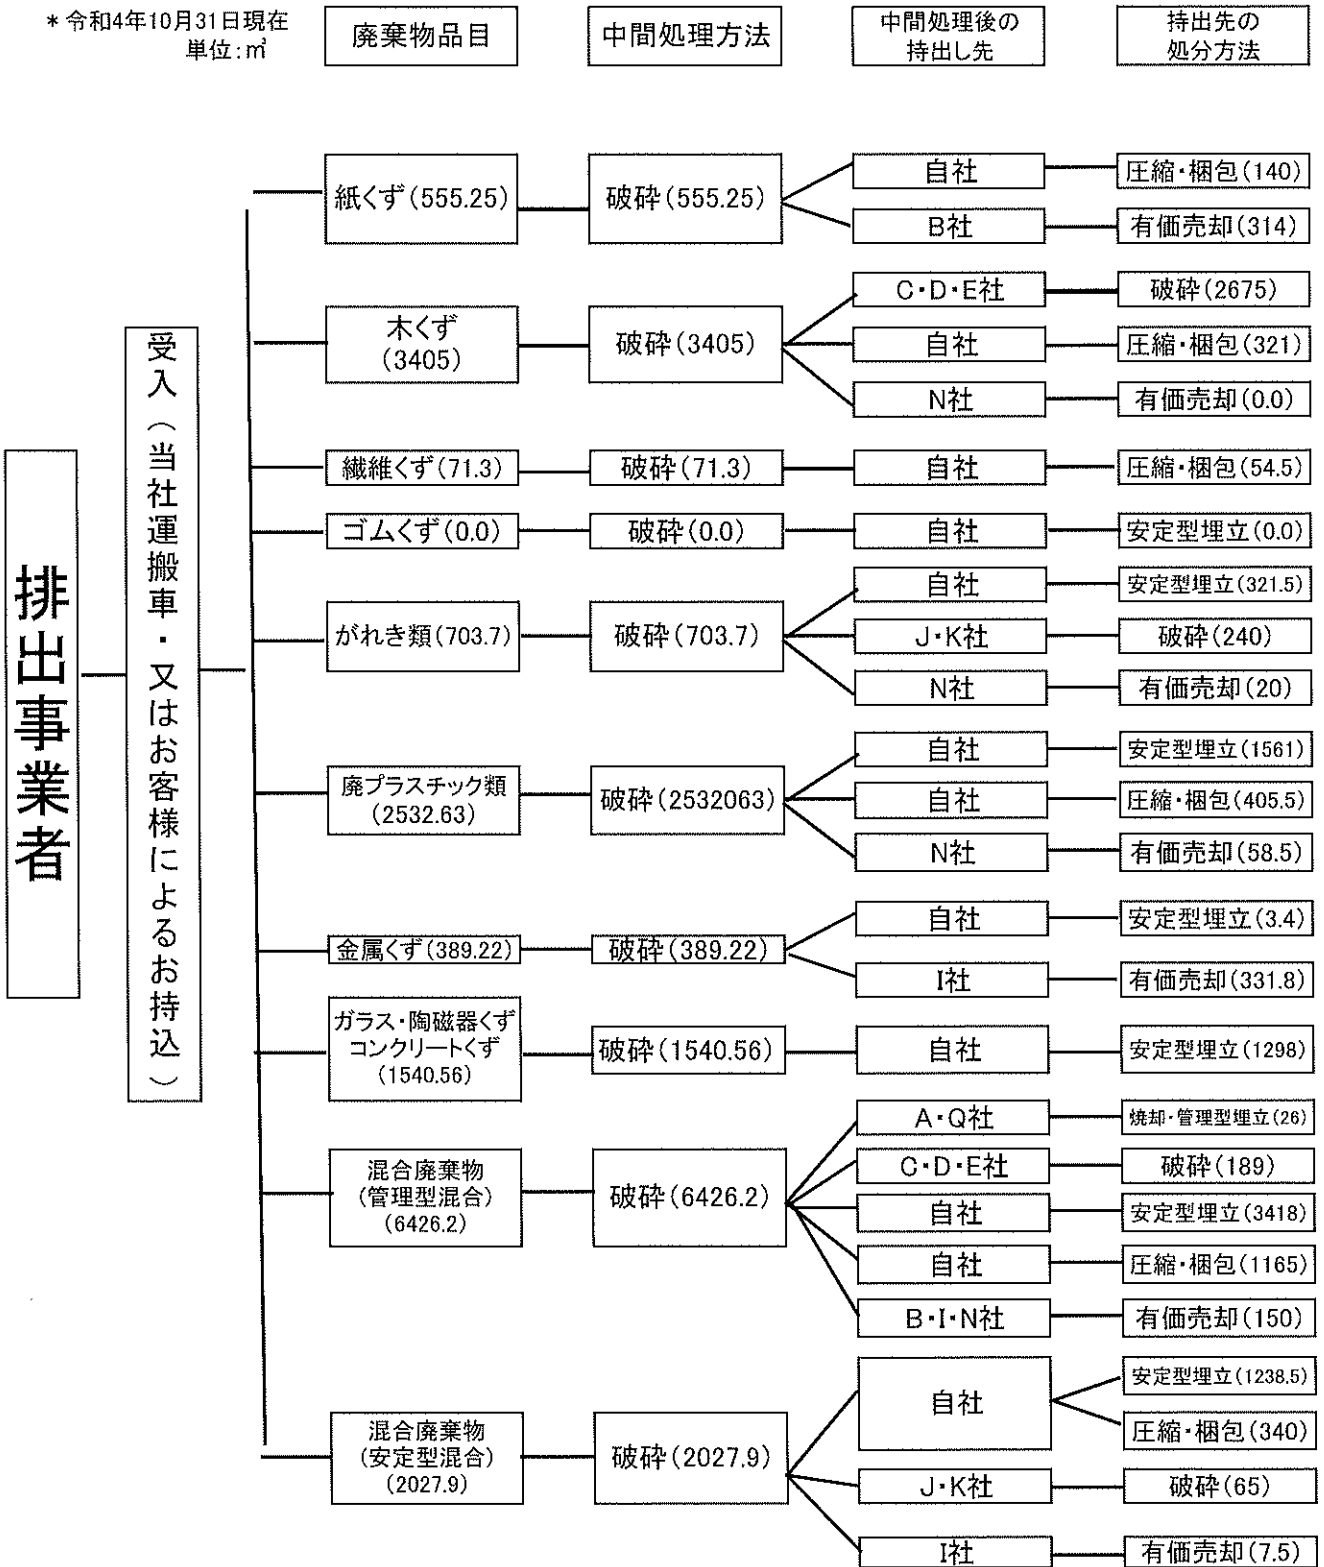 *令和4年10月31日現在
単位:㎥
廃棄物品目
中間処理方法
中間処理後の
持出し先
持出先の
処分方法
排出事業者
受入（当社運搬車・又はお客様によるお持込）
紙くず(555.25)
破砕(555.25)
自社
圧縮・梱包(140)
B社
有価売却(314)
木くず
(3405)
破砕(3405)
C・D・E社
破砕(2675)
自社
圧縮・梱包(321)
N社
有価売却(0.0)
繊維くず(71.3)
破砕(71.3)
自社
圧縮・梱包(54.5)
ゴムくず(0.0)
破砕(0.0)
自社
安定型埋立(0.0)
がれき類(703.7)
破砕(703.7)
自社
安定型埋立(321.5)
J・K社
破砕(240)
N社
有価売却(20)
廃プラスチック類
(2532.63)
破砕(2532063)
自社
安定型埋立(1561)
自社
圧縮・梱包(405.5)
N社
有価売却(58.5)
金属くず(389.22)
破砕(389.22)
自社
安定型埋立(3.4)
I社
有価売却(331.8)
ガラス・陶磁器くず
コンクリートくず
(1540.56)
破砕(1540.56)
自社
安定型埋立(1298)
混合廃棄物
(管理型混合)
(6426.2)
破砕(6426.2)
A・Q社
焼却・管理型埋立(26)
C・D・E社
破砕(189)
自社
安定型埋立(3418)
自社
圧縮・梱包(1165)
B・I・N社
有価売却(150)
混合廃棄物
(安定型混合)
(2027.9)
破砕(2027.9)
自社
安定型埋立(1238.5)
圧縮・梱包(340)
J・K社
破砕(65)
I社
有価売却(7.5)